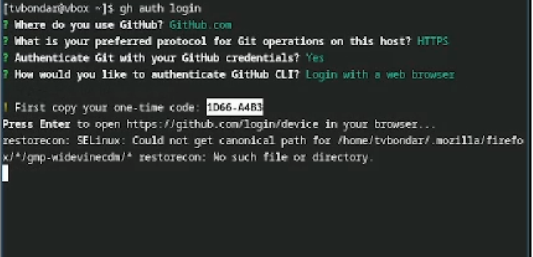 [tvbondar@vbox ~]$ gh auth login
? Where do you use GitHub? GitHub.com
? What is your preferred protocol for Git operations on this host? HTTPS
? Authenticate Git with your GitHub credentials? Yes
? How would you like to authenticate GitHub CLI? Login with a web browser
! First copy your one-time code: 1D66-A4B3
Press Enter to open https://github.com/login/device in your browser...
restorecon: SELinux: Could not get canonical path for /home/tvbondar/.mozilla/firefo
x/*/gmp-widevinecdm/* restorecon: No such file or directory.